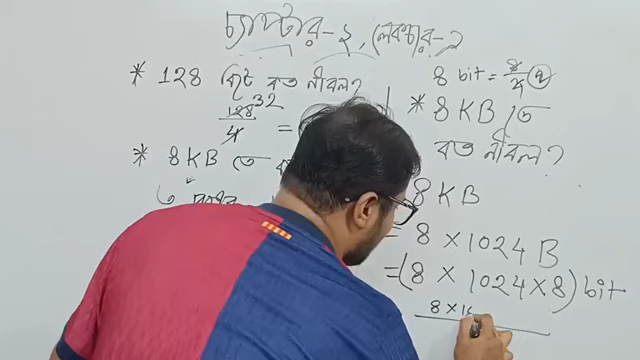 চ্যাপ্টার-২, লেকচার-২
* 128 বিটে কত নীবল?
128 32
4 =
* 8 KB তে
8 bit = 8/4 2
* 8 KB তে
কত নীবল?
8 KB
= 8 × 1024 B
= (8 × 1024 × 8) bit
8 × 1